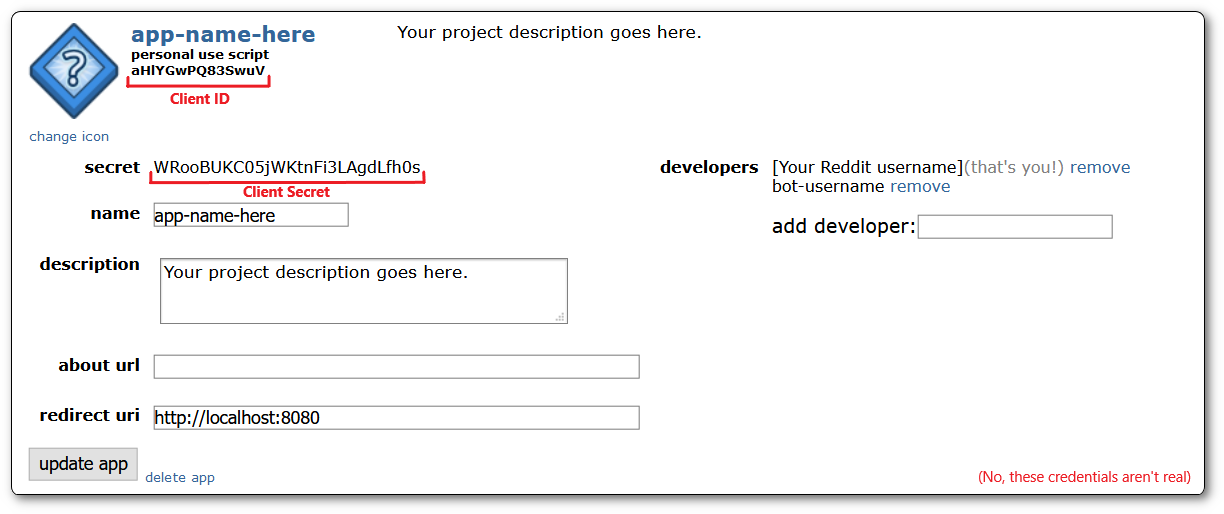 app-name-here
Your project description goes here.
personal use script
aHlYGwPQ83SwuV
Client ID
change icon
secret WRooBUKC05jWKtnFi3LAgdLfh0s
Client Secret
developers [Your Reddit username](that's you!) remove
bot-username remove
add developer:
name app-name-here
description Your project description goes here.
about url
redirect uri http://localhost:8080
update app delete app
(No, these credentials aren't real)